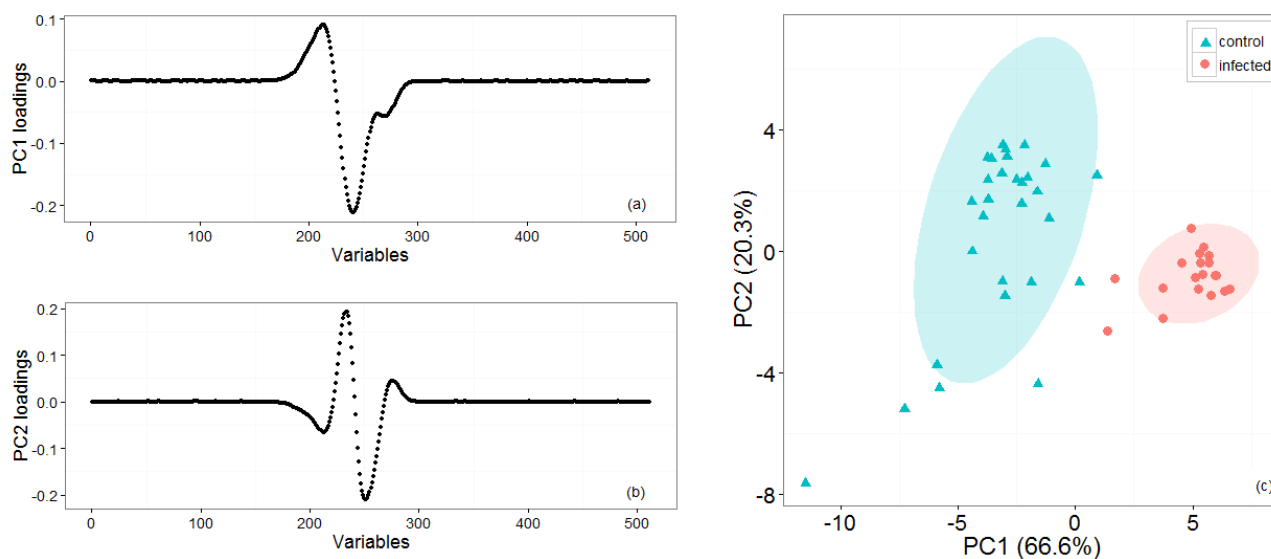 PC1 loadings
0.1
0.0
-0.1
-0.2
(a)
0 100 200 300 400 500
Variables
PC2 loadings
0.2
0.1
0.0
-0.1
-0.2
(b)
0 100 200 300 400 500
Variables
control
infected
PC2 (20.3%)
4
0
-4
-8
(c)
-10 -5 0 5
PC1 (66.6%)